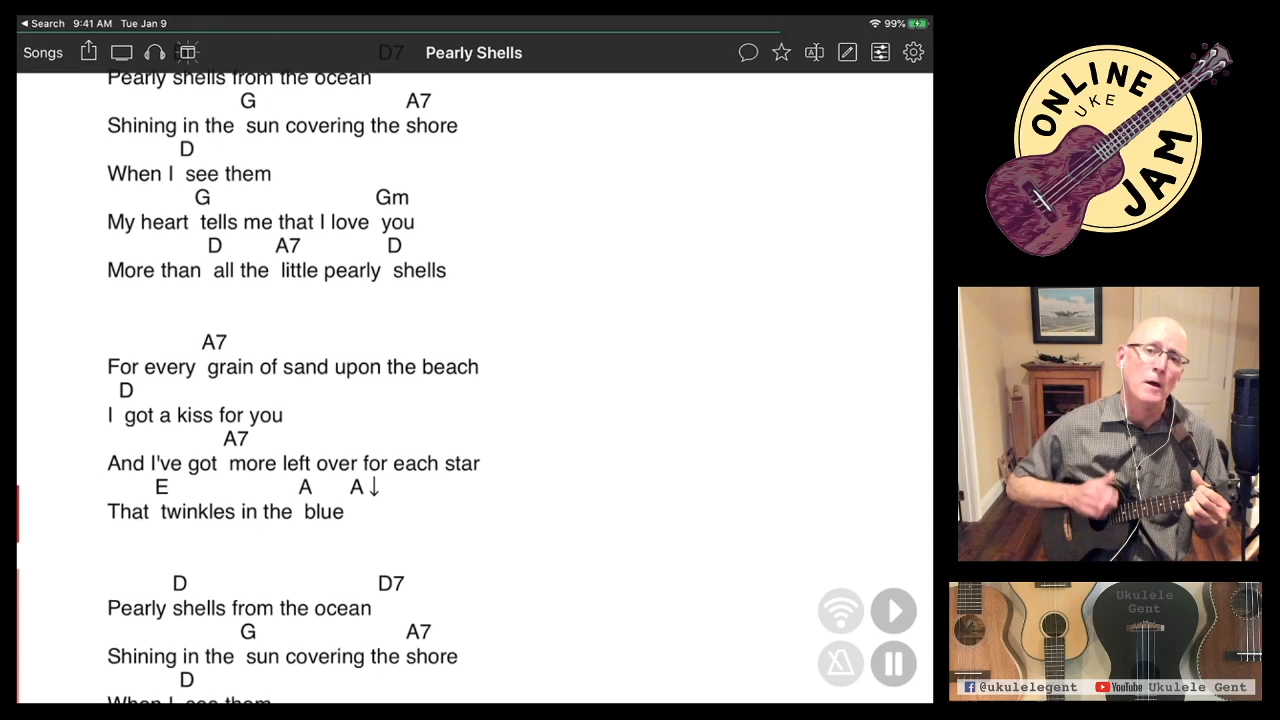 Search 9:41 AM Tue Jan 9 99%
Songs Pearly Shells
D7
Pearly shells from the ocean
G A7
Shining in the sun covering the shore
D
When I see them
G Gm
My heart tells me that I love you
D A7 D
More than all the little pearly shells
A7
For every grain of sand upon the beach
D
I got a kiss for you
A7
And I've got more left over for each star
E A A↓
That twinkles in the blue
D D7
Pearly shells from the ocean
G A7
Shining in the sun covering the shore
D
When I see them
ONLINE
UKE
JAM
Ukulele
Gent
@ukulelegent YouTube Ukulele Gent